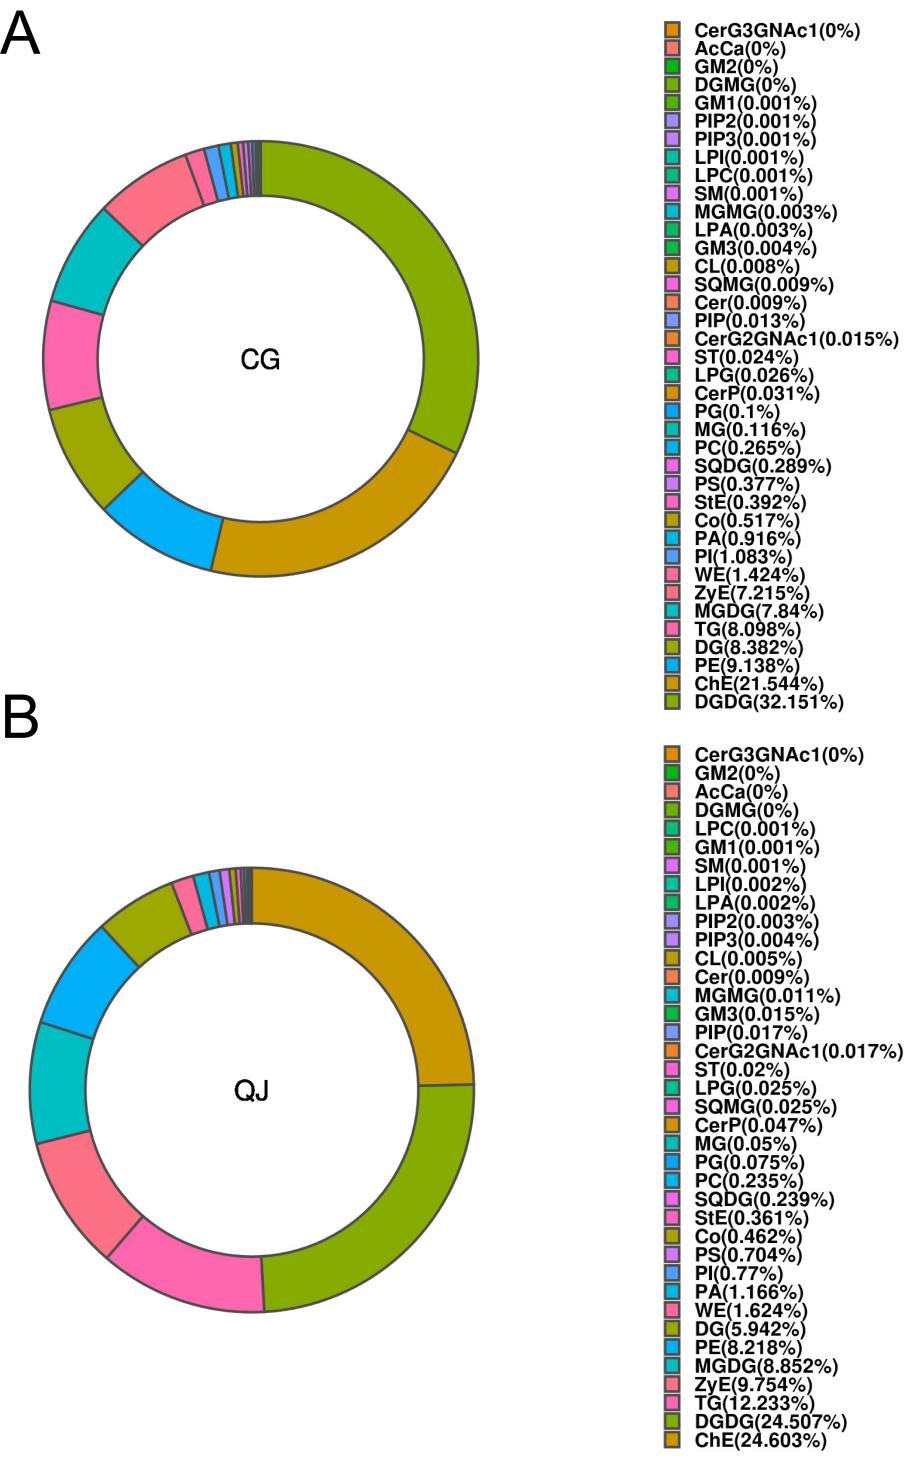 A
CerG3GNAc1(0%)
AcCa(0%)
GM2(0%)
DGMG(0%)
GM1(0.001%)
PIP2(0.001%)
PIP3(0.001%)
LPI(0.001%)
LPC(0.001%)
SM(0.001%)
MGMG(0.003%)
LPA(0.003%)
GM3(0.004%)
CL(0.008%)
SQMG(0.009%)
Cer(0.009%)
PIP(0.013%)
CerG2GNAc1(0.015%)
ST(0.024%)
LPG(0.026%)
CerP(0.031%)
PG(0.1%)
MG(0.116%)
PC(0.265%)
SQDG(0.289%)
PS(0.377%)
StE(0.392%)
Co(0.517%)
PA(0.916%)
PI(1.083%)
WE(1.424%)
ZyE(7.215%)
MGDG(7.84%)
TG(8.098%)
DG(8.382%)
PE(9.138%)
ChE(21.544%)
DGDG(32.151%)
CG
B
CerG3GNAc1(0%)
GM2(0%)
AcCa(0%)
DGMG(0%)
LPC(0.001%)
GM1(0.001%)
SM(0.001%)
LPI(0.002%)
LPA(0.002%)
PIP2(0.003%)
PIP3(0.004%)
CL(0.005%)
Cer(0.009%)
MGMG(0.011%)
GM3(0.015%)
PIP(0.017%)
CerG2GNAc1(0.017%)
ST(0.02%)
LPG(0.025%)
SQMG(0.025%)
CerP(0.047%)
MG(0.05%)
PG(0.075%)
PC(0.235%)
SQDG(0.239%)
StE(0.361%)
Co(0.462%)
PS(0.704%)
PI(0.77%)
PA(1.166%)
WE(1.624%)
DG(5.942%)
PE(8.218%)
MGDG(8.852%)
ZyE(9.754%)
TG(12.233%)
DGDG(24.507%)
ChE(24.603%)
QJ